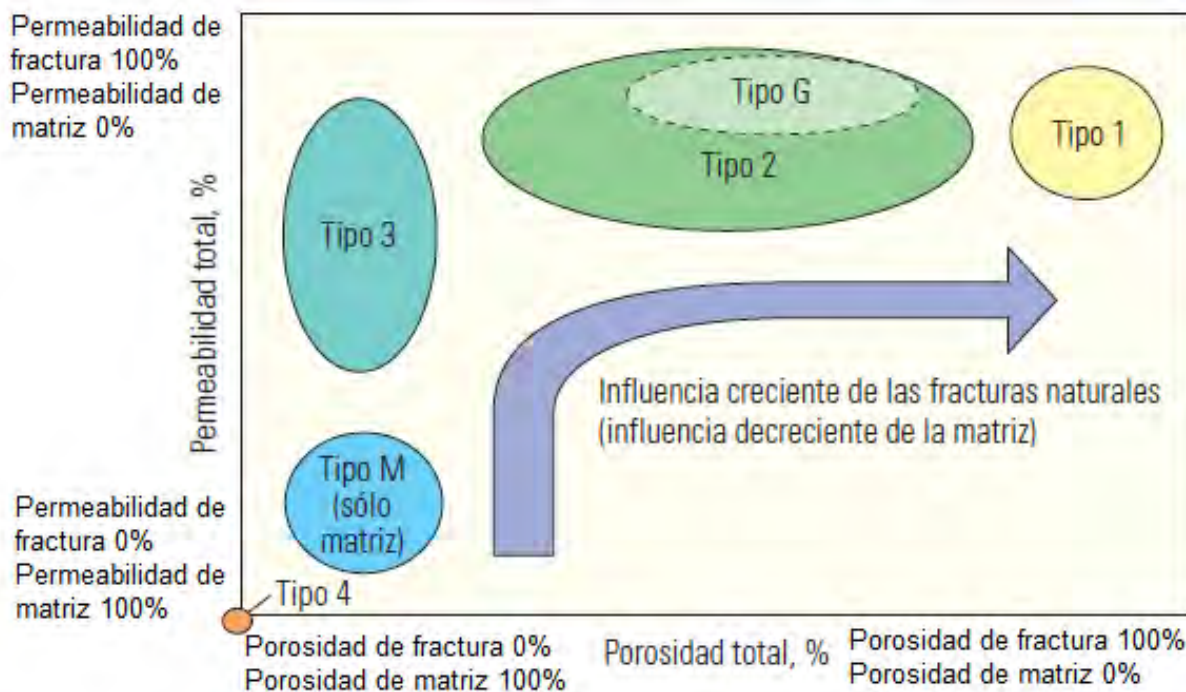 Permeabilidad de
fractura 100%
Permeabilidad de
matriz 0%
Permeabilidad total, %
Tipo G
Tipo 2
Tipo 1
Tipo 3
Influencia creciente de las fracturas naturales
(influencia decreciente de la matriz)
Tipo M
(sólo
matriz)
Permeabilidad de
fractura 0%
Permeabilidad de
matriz 100%
Tipo 4
Porosidad de fractura 0%
Porosidad de matriz 100%
Porosidad total, %
Porosidad de fractura 100%
Porosidad de matriz 0%